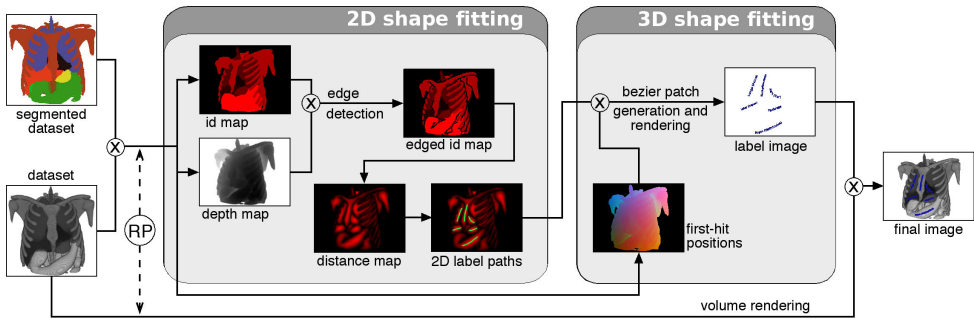 2D shape fitting
3D shape fitting
segmented
dataset
id map
edge
detection
edged id map
bezier patch
generation and
rendering
label image
X
X
X
X
dataset
depth map
RP
distance map
2D label paths
first-hit
positions
final image
volume rendering